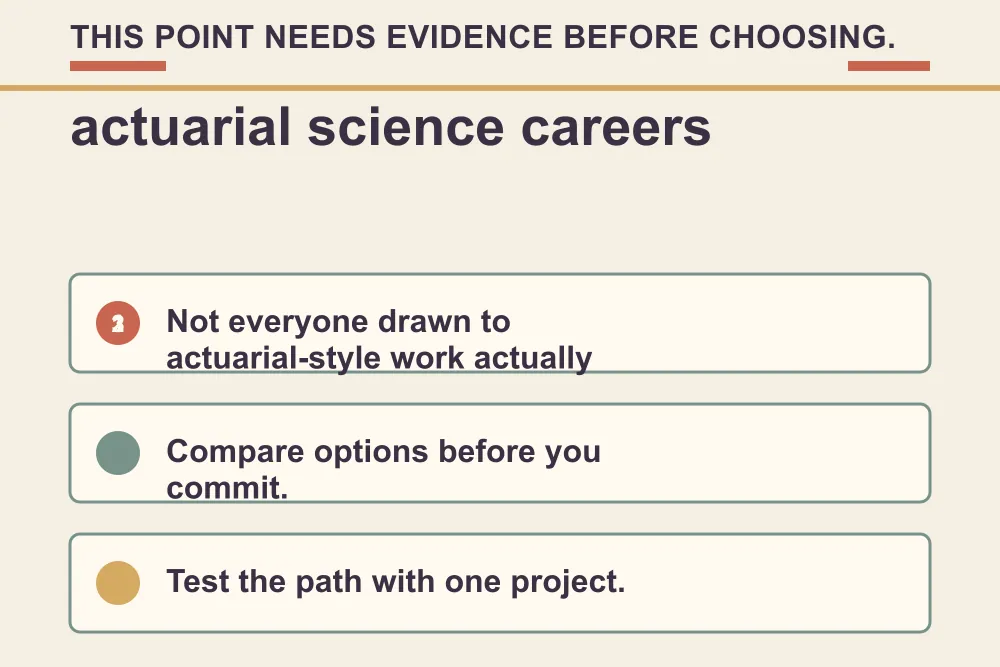 THIS POINT NEEDS EVIDENCE BEFORE CHOOSING.
actuarial science careers
Not everyone drawn to
actuarial-style work actually
Compare options before you
commit.
Test the path with one project.